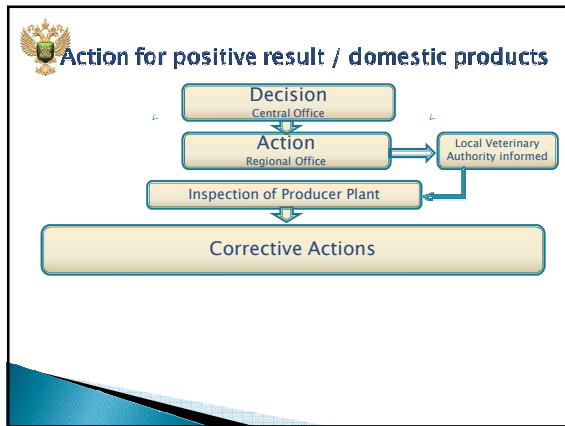 Action for positive result / domestic products
Decision
Central Office
Action
Regional Office
Local Veterinary
Authority informed
Inspection of Producer Plant
Corrective Actions